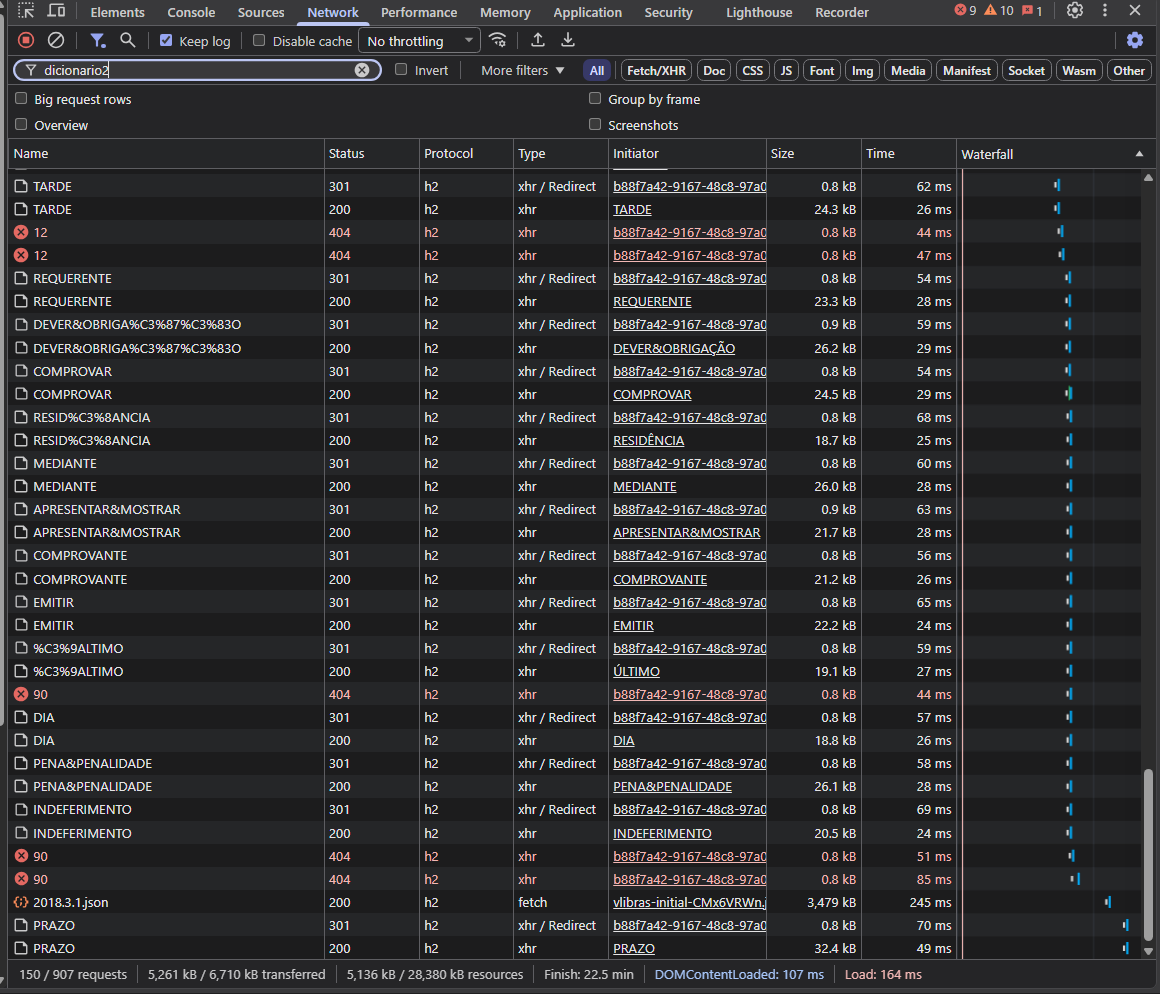 Elements Console Sources Network Performance Memory Application Security Lighthouse Recorder 9 10 1
Keep log Disable cache No throttling
dicionario2 Invert More filters All Fetch/XHR Doc CSS JS Font Img Media Manifest Socket Wasm Other
Big request rows Group by frame
Overview Screenshots
Name Status Protocol Type Initiator Size Time Waterfall
TARDE 301 h2 xhr / Redirect b88f7a42-9167-48c8-97a0 0.8 kB 62 ms
TARDE 200 h2 xhr TARDE 24.3 kB 26 ms
12 404 h2 xhr b88f7a42-9167-48c8-97a0 0.8 kB 44 ms
12 404 h2 xhr b88f7a42-9167-48c8-97a0 0.8 kB 47 ms
REQUERENTE 301 h2 xhr / Redirect b88f7a42-9167-48c8-97a0 0.8 kB 54 ms
REQUERENTE 200 h2 xhr REQUERENTE 23.3 kB 28 ms
DEVER&OBRIGA%C3%87%C3%83O 301 h2 xhr / Redirect b88f7a42-9167-48c8-97a0 0.9 kB 59 ms
DEVER&OBRIGA%C3%87%C3%83O 200 h2 xhr DEVER&OBRIGAÇÃO 26.2 kB 29 ms
COMPROVAR 301 h2 xhr / Redirect b88f7a42-9167-48c8-97a0 0.8 kB 54 ms
COMPROVAR 200 h2 xhr COMPROVAR 24.5 kB 29 ms
RESID%C3%8ANCIA 301 h2 xhr / Redirect b88f7a42-9167-48c8-97a0 0.8 kB 68 ms
RESID%C3%8ANCIA 200 h2 xhr RESIDÊNCIA 18.7 kB 25 ms
MEDIANTE 301 h2 xhr / Redirect b88f7a42-9167-48c8-97a0 0.8 kB 60 ms
MEDIANTE 200 h2 xhr MEDIANTE 26.0 kB 28 ms
APRESENTAR&MOSTRAR 301 h2 xhr / Redirect b88f7a42-9167-48c8-97a0 0.9 kB 63 ms
APRESENTAR&MOSTRAR 200 h2 xhr APRESENTAR&MOSTRAR 21.7 kB 28 ms
COMPROVANTE 301 h2 xhr / Redirect b88f7a42-9167-48c8-97a0 0.8 kB 56 ms
COMPROVANTE 200 h2 xhr COMPROVANTE 21.2 kB 26 ms
EMITIR 301 h2 xhr / Redirect b88f7a42-9167-48c8-97a0 0.8 kB 65 ms
EMITIR 200 h2 xhr EMITIR 22.2 kB 24 ms
%C3%9ALTIMO 301 h2 xhr / Redirect b88f7a42-9167-48c8-97a0 0.8 kB 59 ms
%C3%9ALTIMO 200 h2 xhr ÚLTIMO 19.1 kB 27 ms
90 404 h2 xhr b88f7a42-9167-48c8-97a0 0.8 kB 44 ms
DIA 301 h2 xhr / Redirect b88f7a42-9167-48c8-97a0 0.8 kB 57 ms
DIA 200 h2 xhr DIA 18.8 kB 26 ms
PENA&PENALIDADE 301 h2 xhr / Redirect b88f7a42-9167-48c8-97a0 0.8 kB 58 ms
PENA&PENALIDADE 200 h2 xhr PENA&PENALIDADE 26.1 kB 28 ms
INDEFERIMENTO 301 h2 xhr / Redirect b88f7a42-9167-48c8-97a0 0.8 kB 69 ms
INDEFERIMENTO 200 h2 xhr INDEFERIMENTO 20.5 kB 24 ms
90 404 h2 xhr b88f7a42-9167-48c8-97a0 0.8 kB 51 ms
90 404 h2 xhr b88f7a42-9167-48c8-97a0 0.8 kB 85 ms
2018.3.1.json 200 h2 fetch vlibras-initial-CMx6VRWn.j 3,479 kB 245 ms
PRAZO 301 h2 xhr / Redirect b88f7a42-9167-48c8-97a0 0.8 kB 70 ms
PRAZO 200 h2 xhr PRAZO 32.4 kB 49 ms
150 / 907 requests 5,261 kB / 6,710 kB transferred 5,136 kB / 28,380 kB resources Finish: 22.5 min DOMContentLoaded: 107 ms Load: 164 ms